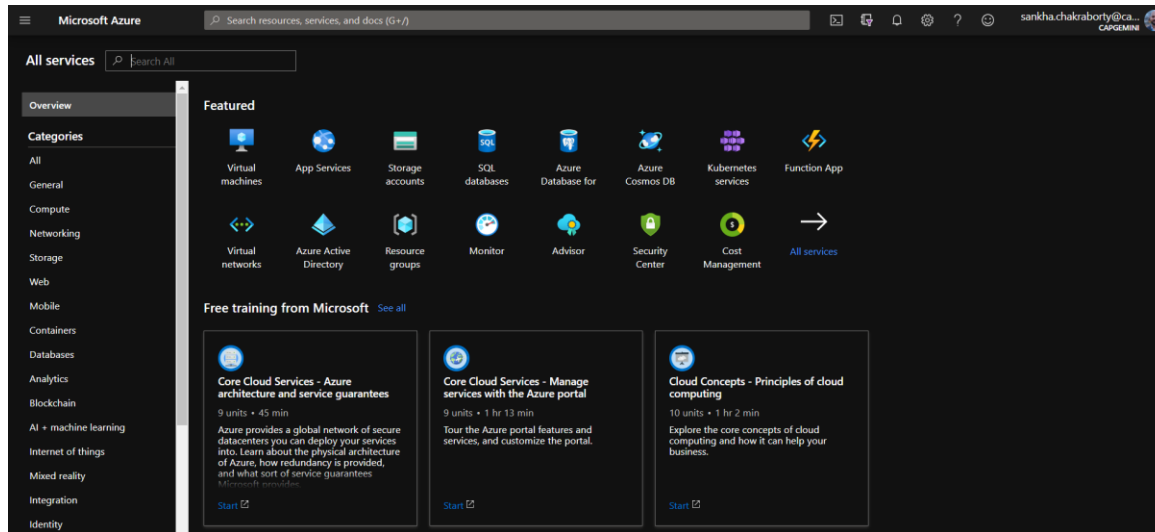 Microsoft Azure
Search resources, services, and docs (G+/)
sankha.chakraborty@ca...
CAPGEMINI
All services
Search All
Overview
Categories
All
General
Compute
Networking
Storage
Web
Mobile
Containers
Databases
Analytics
Blockchain
AI + machine learning
Internet of things
Mixed reality
Integration
Identity
Featured
Virtual
machines
App Services
Storage
accounts
SQL
SQL
databases
Azure
Database for
Azure
Cosmos DB
Kubernetes
services
Function App
Virtual
networks
Azure Active
Directory
Resource
groups
Monitor
Advisor
Security
Center
$
Cost
Management
All services
Free training from Microsoft See all
Core Cloud Services - Azure
architecture and service guarantees
9 units • 45 min
Azure provides a global network of secure
datacenters you can deploy your services
into. Learn about the physical architecture
of Azure, how redundancy is provided,
and what sort of service guarantees
Microsoft provides.
Start
Core Cloud Services - Manage
services with the Azure portal
9 units • 1 hr 13 min
Tour the Azure portal features and
services, and customize the portal.
Start
Cloud Concepts - Principles of cloud
computing
10 units • 1 hr 2 min
Explore the core concepts of cloud
computing and how it can help your
business.
Start